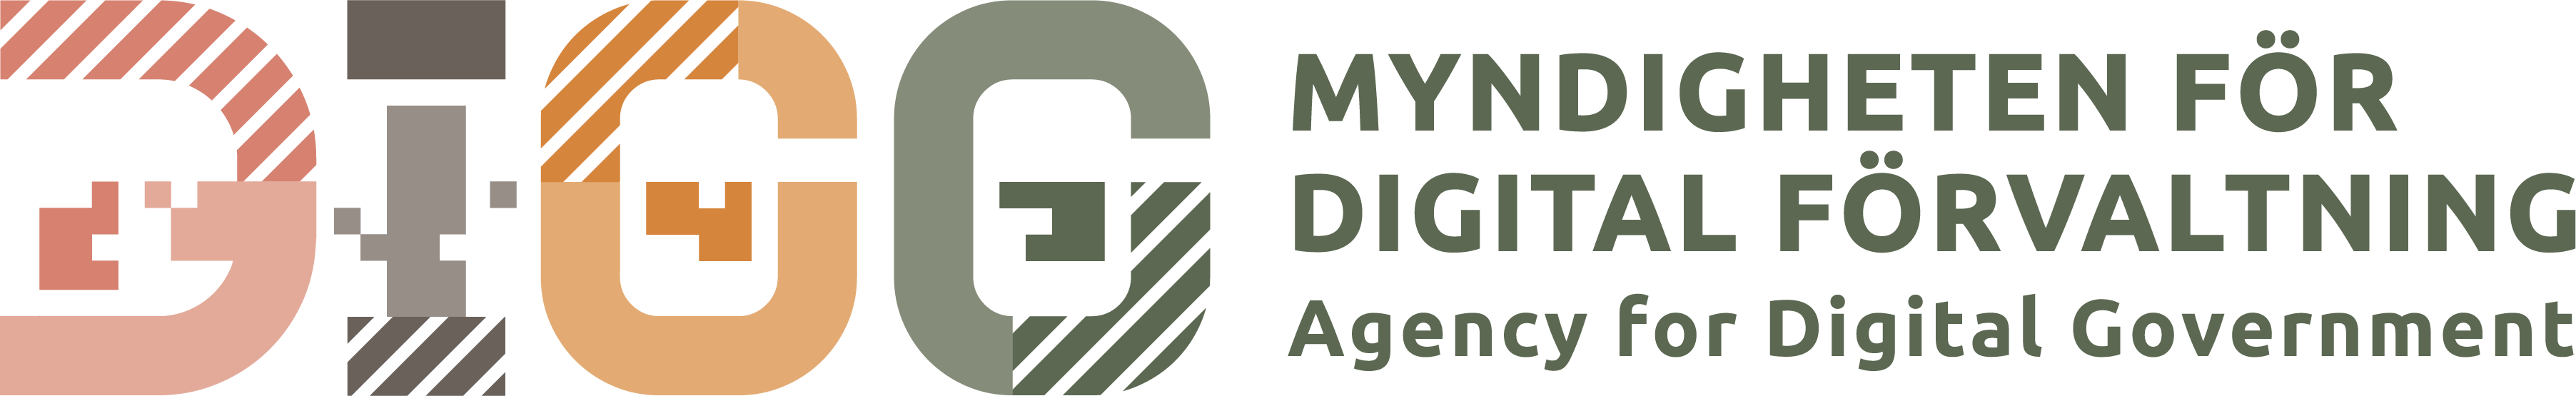 DIGG
MYNDIGHETEN FÖR
DIGITAL FÖRVALTNING
Agency for Digital Government